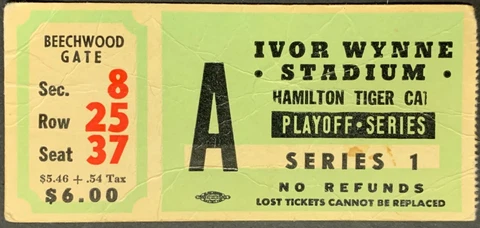 BEECHWOOD
GATE
Sec. 8
Row 25
Seat 37
$5.46 + .54 Tax
$6.00
A
IVOR WYNNE
• STADIUM •
HAMILTON TIGER CAT
PLAYOFF • SERIES
SERIES 1
NO REFUNDS
LOST TICKETS CANNOT BE REPLACED